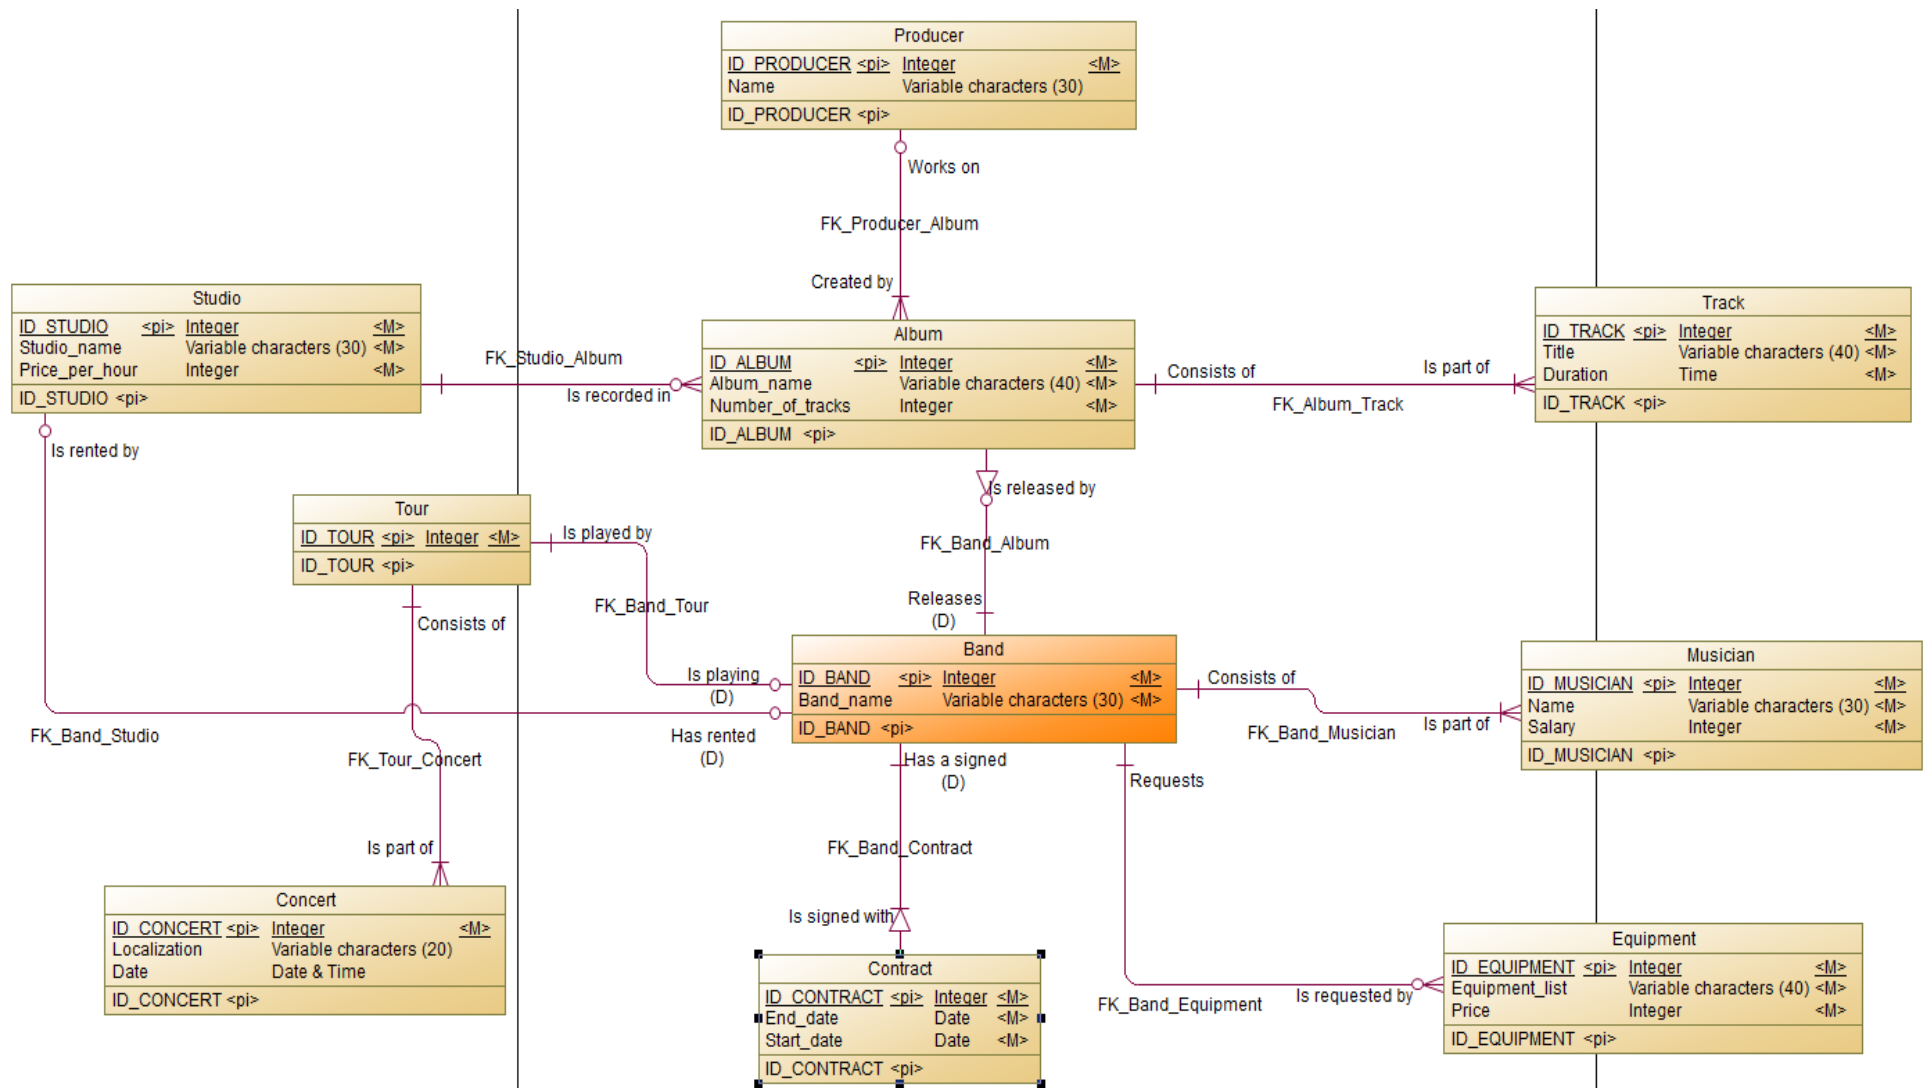 Producer
ID_PRODUCER <pi> Integer <M>
Name Variable characters (30)
ID_PRODUCER <pi>
Works on
FK_Producer_Album
Created by
Studio
ID_STUDIO <pi> Integer <M>
Studio_name Variable characters (30) <M>
Price_per_hour Integer <M>
ID_STUDIO <pi>
FK_Studio_Album
Is recorded in
Is rented by
Album
ID_ALBUM <pi> Integer <M>
Album_name Variable characters (40) <M>
Number_of_tracks Integer <M>
ID_ALBUM <pi>
Consists of
FK_Album_Track
Is part of
Track
ID_TRACK <pi> Integer <M>
Title Variable characters (40) <M>
Duration Time <M>
ID_TRACK <pi>
Is released by
FK_Band_Album
Releases
(D)
Tour
ID_TOUR <pi> Integer <M>
ID_TOUR <pi>
Is played by
FK_Band_Tour
Is playing
(D)
Consists of
FK_Band_Studio
Has rented
(D)
FK_Tour_Concert
Is part of
Band
ID_BAND <pi> Integer <M>
Band_name Variable characters (30) <M>
ID_BAND <pi>
Consists of
FK_Band_Musician
Is part of
Musician
ID_MUSICIAN <pi> Integer <M>
Name Variable characters (30) <M>
Salary Integer <M>
ID_MUSICIAN <pi>
Has a signed
(D)
FK_Band_Contract
Is signed with
Requests
FK_Band_Equipment
Is requested by
Concert
ID_CONCERT <pi> Integer <M>
Localization Variable characters (20)
Date Date & Time
ID_CONCERT <pi>
Contract
ID_CONTRACT <pi> Integer <M>
End_date Date <M>
Start_date Date <M>
ID_CONTRACT <pi>
Equipment
ID_EQUIPMENT <pi> Integer <M>
Equipment_list Variable characters (40) <M>
Price Integer <M>
ID_EQUIPMENT <pi>